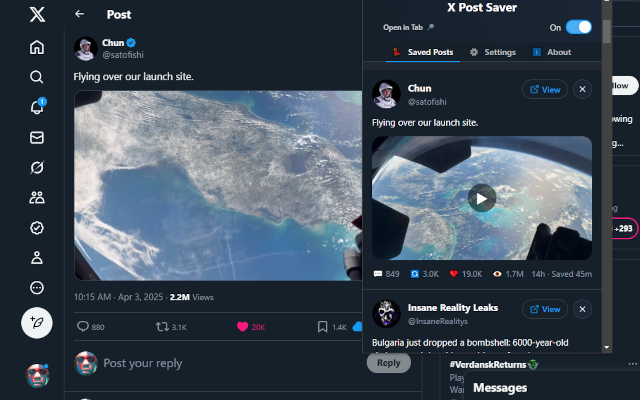 Post
Chun
@satofishi
Flying over our launch site.
10:15 AM · Apr 3, 2025 · 2.2M Views
880
3.1K
20K
1.4K
Post your reply
Reply
1
X Post Saver
Open in Tab
On
Saved Posts
Settings
About
Chun
@satofishi
View
Flying over our launch site.
849
3.0K
19.0K
1.7M
14h · Saved 45m
Insane Reality Leaks
@InsaneRealitys
View
Bulgaria just dropped a bombshell: 6000-year-old
llow
owing
g...
+293
#VerdanskReturns
Play
War
Messages